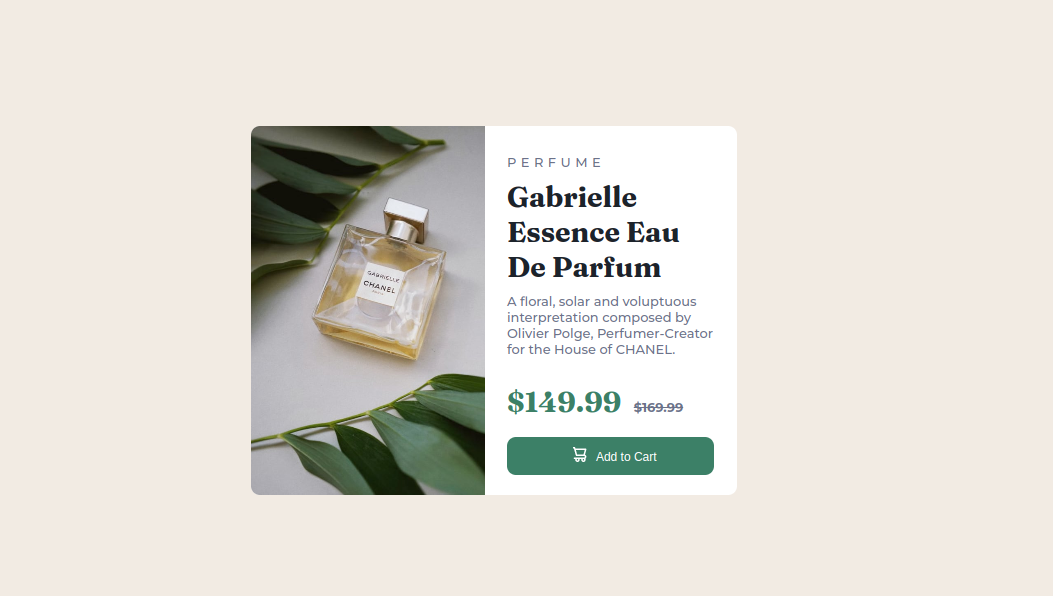 PERFUME
Gabrielle
Essence Eau
De Parfum
A floral, solar and voluptuous
interpretation composed by
Olivier Polge, Perfumer-Creator
for the House of CHANEL.
$149.99 $169.99
Add to Cart
GABRIELLE
CHANEL